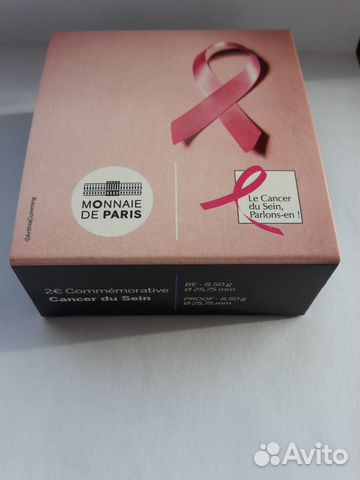 ©AnthiaCumming
MONNAIE
DE PARIS
Le Cancer
du Sein,
Parlons-en !
2€ Commémorative
Cancer du Sein
BE - 8,50 g
Ø 25,75 mm
PROOF - 8,50 g
Ø 25,75 mm
Avito